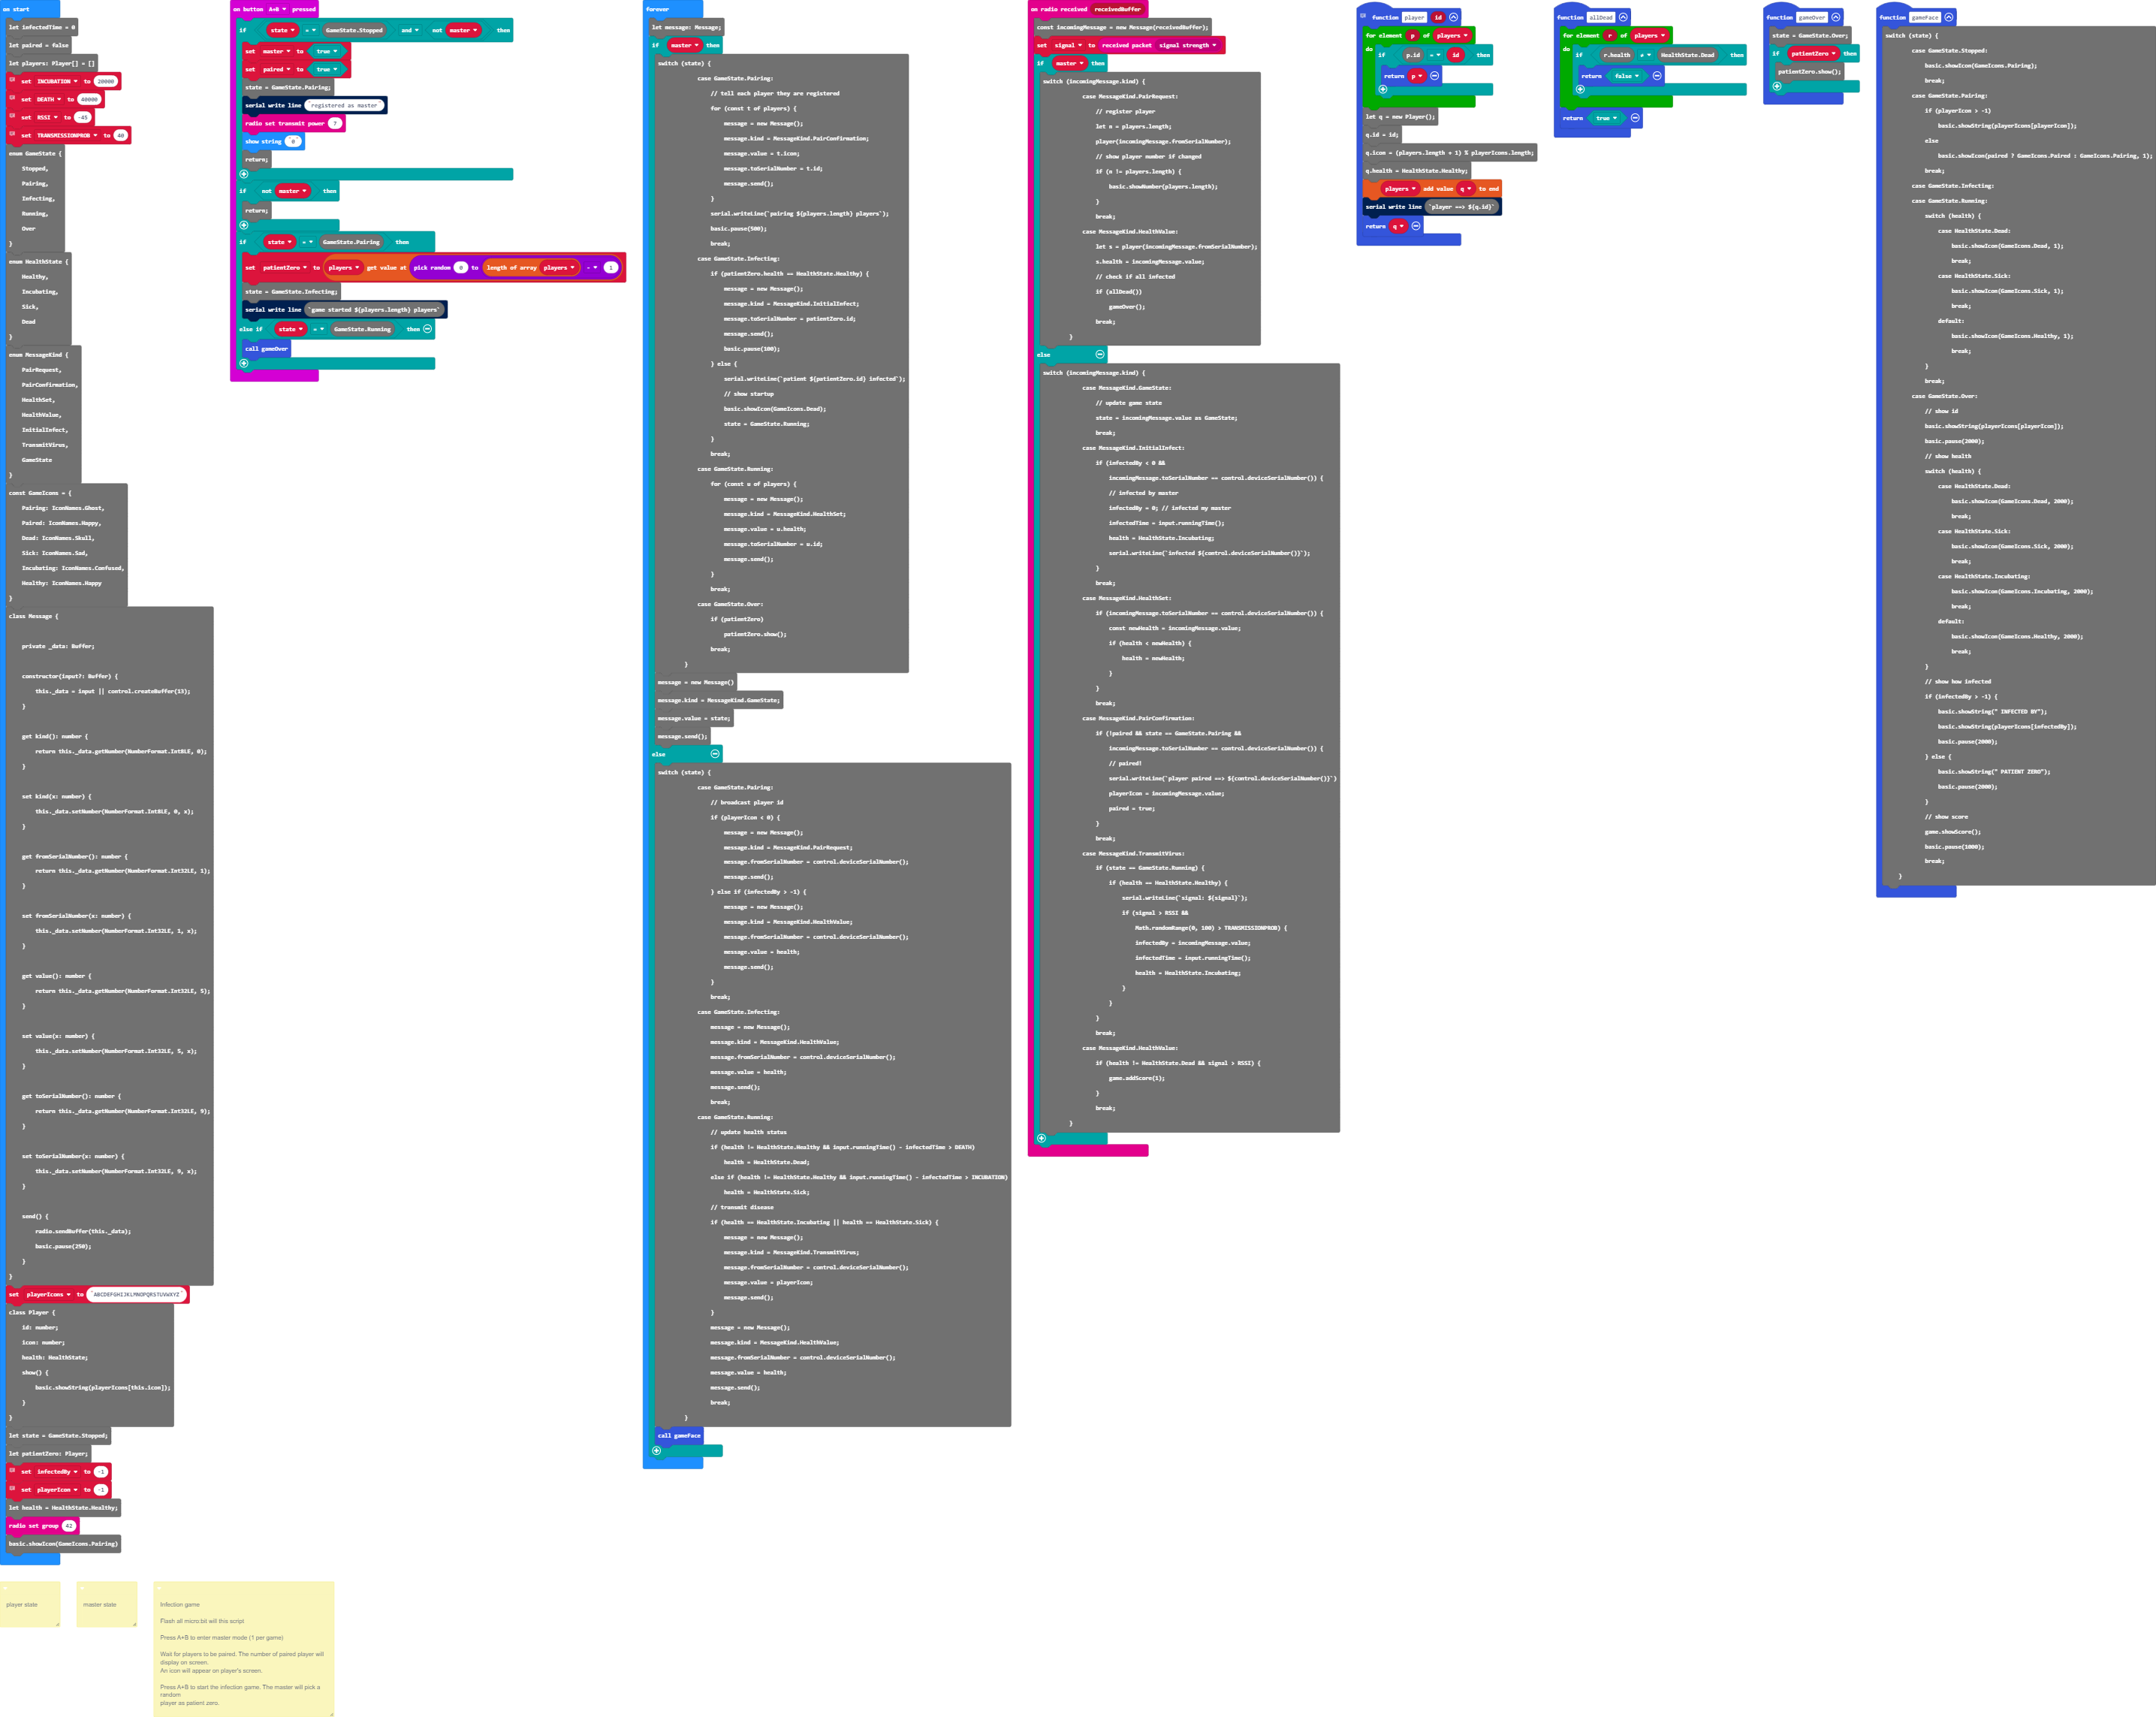 on start
let infectedTime = 0
let paired = false
let players: Player[] = []
set INCUBATION to 20000
set DEATH to 40000
set RSSI to -45
set TRANSMISSIONPROB to 40
enum GameState {
Stopped,
Pairing,
Infecting,
Running,
Over
}
enum HealthState {
Healthy,
Incubating,
Sick,
Dead
}
enum MessageKind {
PairRequest,
PairConfirmation,
HealthSet,
HealthValue,
InitialInfect,
TransmitVirus,
GameState
}
const GameIcons = {
Pairing: IconNames.Ghost,
Paired: IconNames.Happy,
Dead: IconNames.Skull,
Sick: IconNames.Sad,
Incubating: IconNames.Confused,
Healthy: IconNames.Happy
}
class Message {
private _data: Buffer;
constructor(input?: Buffer) {
this._data = input || control.createBuffer(13);
}
get kind(): number {
return this._data.getNumber(NumberFormat.Int8LE, 0);
}
set kind(x: number) {
this._data.setNumber(NumberFormat.Int8LE, 0, x);
}
get fromSerialNumber(): number {
return this._data.getNumber(NumberFormat.Int32LE, 1);
}
set fromSerialNumber(x: number) {
this._data.setNumber(NumberFormat.Int32LE, 1, x);
}
get value(): number {
return this._data.getNumber(NumberFormat.Int32LE, 5);
}
set value(x: number) {
this._data.setNumber(NumberFormat.Int32LE, 5, x);
}
get toSerialNumber(): number {
return this._data.getNumber(NumberFormat.Int32LE, 9);
}
set toSerialNumber(x: number) {
this._data.setNumber(NumberFormat.Int32LE, 9, x);
}
send() {
radio.sendBuffer(this._data);
basic.pause(250);
}
}
set playerIcons to "ABCDEFGHIJKLMNOPQRSTUVWXYZ"
class Player {
id: number;
icon: number;
health: HealthState;
show() {
basic.showString(playerIcons[this.icon]);
}
}
let state = GameState.Stopped;
let patientZero: Player;
set infectedBy to -1
set playerIcon to -1
let health = HealthState.Healthy;
radio set group 42
basic.showIcon(GameIcons.Pairing)
on button A+B pressed
if state = GameState.Stopped and not master then
set master to true
set paired to true
state = GameState.Pairing;
serial write line "registered as master"
radio set transmit power 7
show string "0"
return;
if not master then
return;
if state = GameState.Pairing then
set patientZero to players get value at pick random 0 to length of array players - 1
state = GameState.Infecting;
serial write line `game started ${players.length} players`
else if state = GameState.Running then
call gameOver
forever
let message: Message;
if master then
switch (state) {
case GameState.Pairing:
// tell each player they are registered
for (const t of players) {
message = new Message();
message.kind = MessageKind.PairConfirmation;
message.value = t.icon;
message.toSerialNumber = t.id;
message.send();
}
serial.writeLine(`pairing ${players.length} players`);
basic.pause(500);
break;
case GameState.Infecting:
if (patientZero.health == HealthState.Healthy) {
message = new Message();
message.kind = MessageKind.InitialInfect;
message.toSerialNumber = patientZero.id;
message.send();
basic.pause(100);
} else {
serial.writeLine(`patient ${patientZero.id} infected`);
// show startup
basic.showIcon(GameIcons.Dead);
state = GameState.Running;
}
break;
case GameState.Running:
for (const u of players) {
message = new Message();
message.kind = MessageKind.HealthSet;
message.value = u.health;
message.toSerialNumber = u.id;
message.send();
}
break;
case GameState.Over:
if (patientZero)
patientZero.show();
break;
}
message = new Message()
message.kind = MessageKind.GameState;
message.value = state;
message.send();
else
switch (state) {
case GameState.Pairing:
// broadcast player id
if (playerIcon < 0) {
message = new Message();
message.kind = MessageKind.PairRequest;
message.fromSerialNumber = control.deviceSerialNumber();
message.send();
} else if (infectedBy > -1) {
message = new Message();
message.kind = MessageKind.HealthValue;
message.fromSerialNumber = control.deviceSerialNumber();
message.value = health;
message.send();
}
break;
case GameState.Infecting:
message = new Message();
message.kind = MessageKind.HealthValue;
message.fromSerialNumber = control.deviceSerialNumber();
message.value = health;
message.send();
break;
case GameState.Running:
// update health status
if (health != HealthState.Healthy && input.runningTime() - infectedTime > DEATH)
health = HealthState.Dead;
else if (health != HealthState.Healthy && input.runningTime() - infectedTime > INCUBATION)
health = HealthState.Sick;
// transmit disease
if (health == HealthState.Incubating || health == HealthState.Sick) {
message = new Message();
message.kind = MessageKind.TransmitVirus;
message.fromSerialNumber = control.deviceSerialNumber();
message.value = playerIcon;
message.send();
}
message = new Message();
message.kind = MessageKind.HealthValue;
message.fromSerialNumber = control.deviceSerialNumber();
message.value = health;
message.send();
break;
}
call gameFace
on radio received receivedBuffer
const incomingMessage = new Message(receivedBuffer);
set signal to received packet signal strength
if master then
switch (incomingMessage.kind) {
case MessageKind.PairRequest:
// register player
let n = players.length;
player(incomingMessage.fromSerialNumber);
// show player number if changed
if (n != players.length) {
basic.showNumber(players.length);
}
break;
case MessageKind.HealthValue:
let s = player(incomingMessage.fromSerialNumber);
s.health = incomingMessage.value;
// check if all infected
if (allDead())
gameOver();
break;
}
else
switch (incomingMessage.kind) {
case MessageKind.GameState:
// update game state
state = incomingMessage.value as GameState;
break;
case MessageKind.InitialInfect:
if (infectedBy < 0 &&
incomingMessage.toSerialNumber == control.deviceSerialNumber()) {
// infected by master
infectedBy = 0; // infected my master
infectedTime = input.runningTime();
health = HealthState.Incubating;
serial.writeLine(`infected ${control.deviceSerialNumber()}`);
}
break;
case MessageKind.HealthSet:
if (incomingMessage.toSerialNumber == control.deviceSerialNumber()) {
const newHealth = incomingMessage.value;
if (health < newHealth) {
health = newHealth;
}
}
break;
case MessageKind.PairConfirmation:
if (!paired && state == GameState.Pairing &&
incomingMessage.toSerialNumber == control.deviceSerialNumber()) {
// paired!
serial.writeLine(`player paired ==> ${control.deviceSerialNumber()}`)
playerIcon = incomingMessage.value;
paired = true;
}
break;
case MessageKind.TransmitVirus:
if (state == GameState.Running) {
if (health == HealthState.Healthy) {
serial.writeLine(`signal: ${signal}`);
if (signal > RSSI &&
Math.randomRange(0, 100) > TRANSMISSIONPROB) {
infectedBy = incomingMessage.value;
infectedTime = input.runningTime();
health = HealthState.Incubating;
}
}
}
break;
case MessageKind.HealthValue:
if (health != HealthState.Dead && signal > RSSI) {
game.addScore(1);
}
break;
}
function player id
for element p of players
do if p.id = id then
return p
let q = new Player();
q.id = id;
q.icon = (players.length + 1) % playerIcons.length;
q.health = HealthState.Healthy;
players add value q to end
serial write line `player ==> ${q.id}`
return q
function allDead
for element r of players
do if r.health ≠ HealthState.Dead then
return false
return true
function gameOver
state = GameState.Over;
if patientZero then
patientZero.show();
function gameFace
switch (state) {
case GameState.Stopped:
basic.showIcon(GameIcons.Pairing);
break;
case GameState.Pairing:
if (playerIcon > -1)
basic.showString(playerIcons[playerIcon]);
else
basic.showIcon(paired ? GameIcons.Paired : GameIcons.Pairing, 1);
break;
case GameState.Infecting:
case GameState.Running:
switch (health) {
case HealthState.Dead:
basic.showIcon(GameIcons.Dead, 1);
break;
case HealthState.Sick:
basic.showIcon(GameIcons.Sick, 1);
break;
default:
basic.showIcon(GameIcons.Healthy, 1);
break;
}
break;
case GameState.Over:
// show id
basic.showString(playerIcons[playerIcon]);
basic.pause(2000);
// show health
switch (health) {
case HealthState.Dead:
basic.showIcon(GameIcons.Dead, 2000);
break;
case HealthState.Sick:
basic.showIcon(GameIcons.Sick, 2000);
break;
case HealthState.Incubating:
basic.showIcon(GameIcons.Incubating, 2000);
break;
default:
basic.showIcon(GameIcons.Healthy, 2000);
break;
}
// show how infected
if (infectedBy > -1) {
basic.showString(" INFECTED BY");
basic.showString(playerIcons[infectedBy]);
basic.pause(2000);
} else {
basic.showString(" PATIENT ZERO");
basic.pause(2000);
}
// show score
game.showScore();
basic.pause(1000);
break;
}
player state
master state
Infection game
Flash all micro:bit will this script
Press A+B to enter master mode (1 per game)
Wait for players to be paired. The number of paired player will
display on screen.
An icon will appear on player's screen.
Press A+B to start the infection game. The master will pick a
random
player as patient zero.